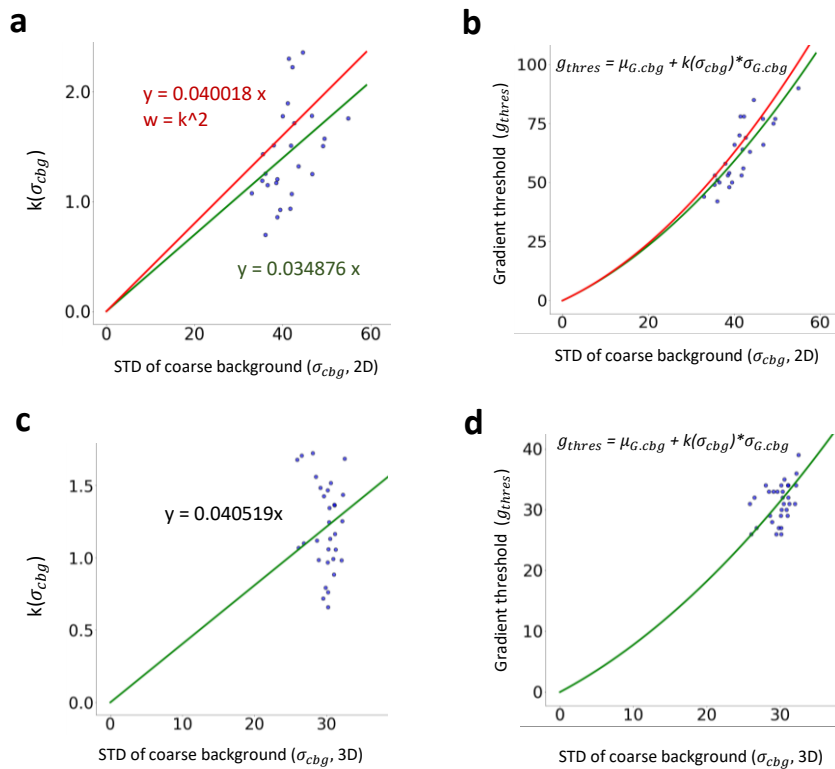 a
2.0
1.0
0.0
k(σcbg)
y = 0.040018 x
w = k^2
y = 0.034876 x
0
20
40
60
STD of coarse background (σcbg, 2D)
b
gthres = μG.cbg + k(σcbg)*σG.cbg
100
75
50
25
0
Gradient threshold (gthres)
0
20
40
60
STD of coarse background (σcbg, 2D)
c
1.5
1.0
0.5
0.0
k(σcbg)
y = 0.040519x
0
10
20
30
STD of coarse background (σcbg, 3D)
d
gthres = μG.cbg + k(σcbg)*σG.cbg
40
30
20
10
0
Gradient threshold (gthres)
0
10
20
30
STD of coarse background (σcbg, 3D)